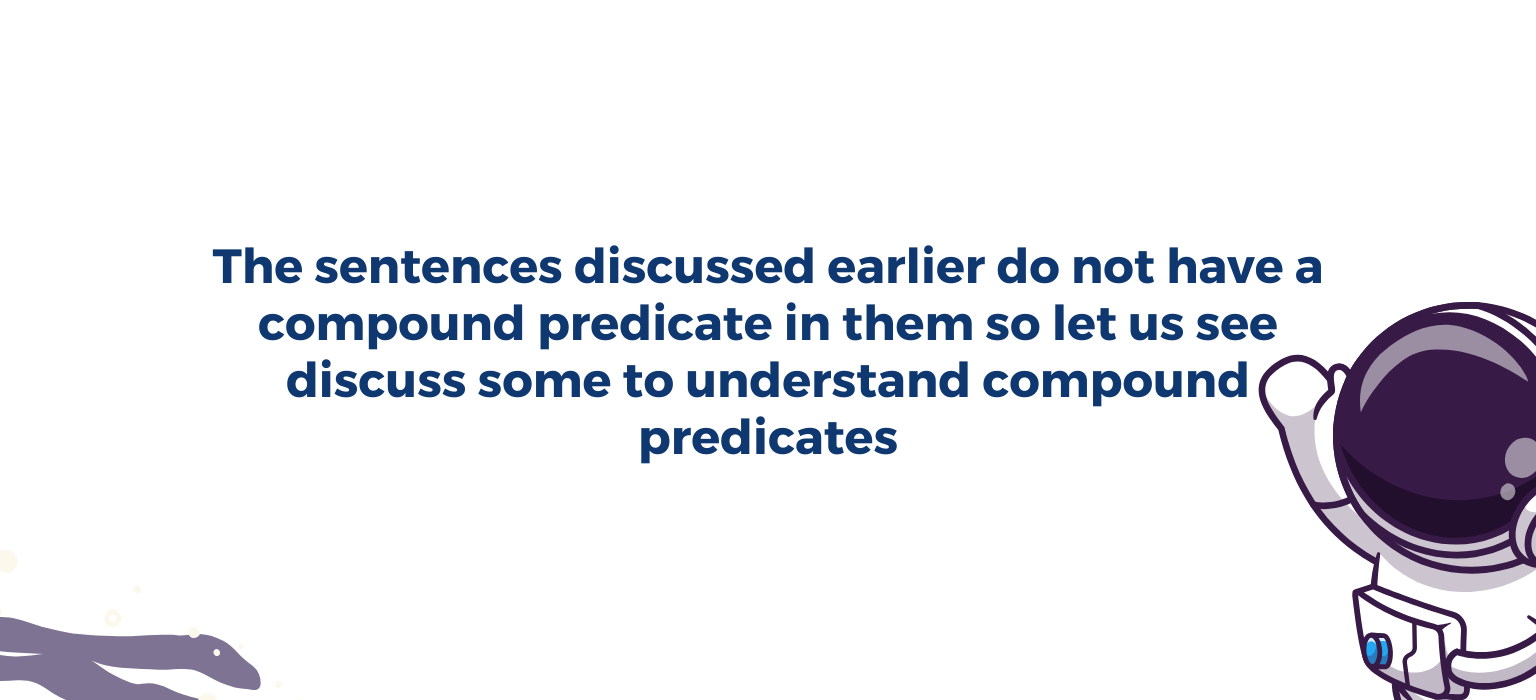 The sentences discussed earlier do not have a
compound predicate in them so let us see
discuss some to understand compound
predicates